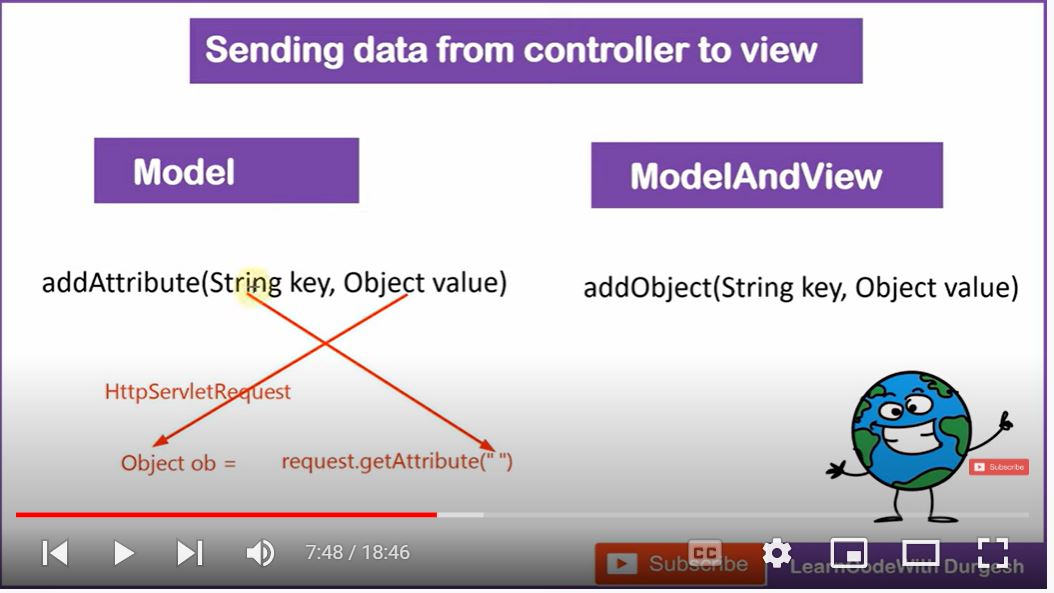 Sending data from controller to view
Model
ModelAndView
addAttribute(String key, Object value)
addObject(String key, Object value)
HttpServletRequest
Object ob = request.getAttribute(" ")
Subscribe
7:48 / 18:46
CC
Subscribe
LearnCodeWith Durgesh